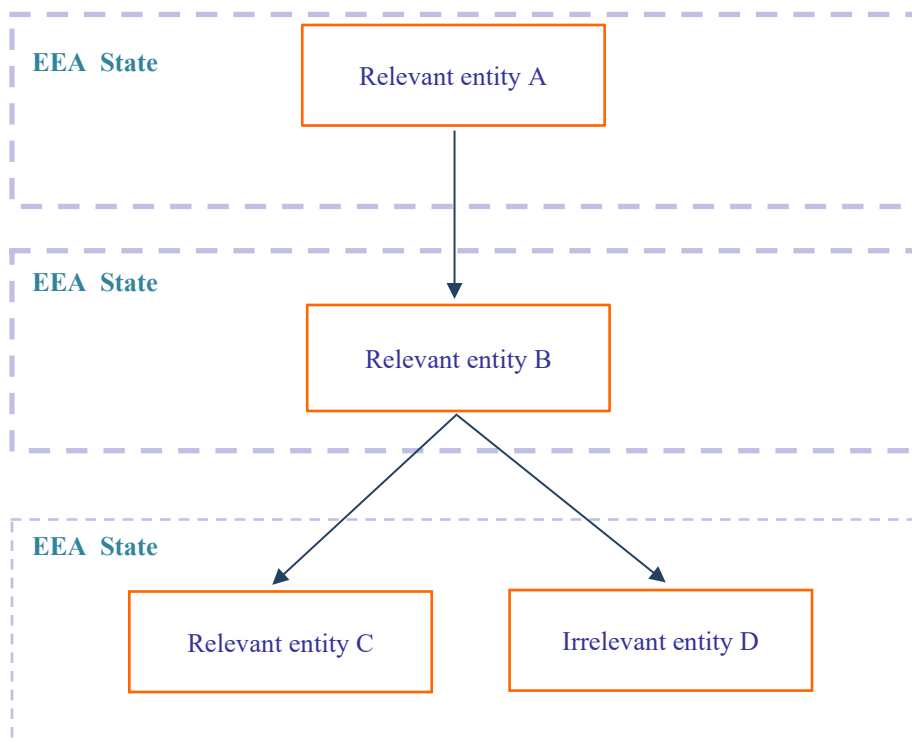 EEA State
Relevant entity A
EEA State
Relevant entity B
EEA State
Relevant entity C
Irrelevant entity D